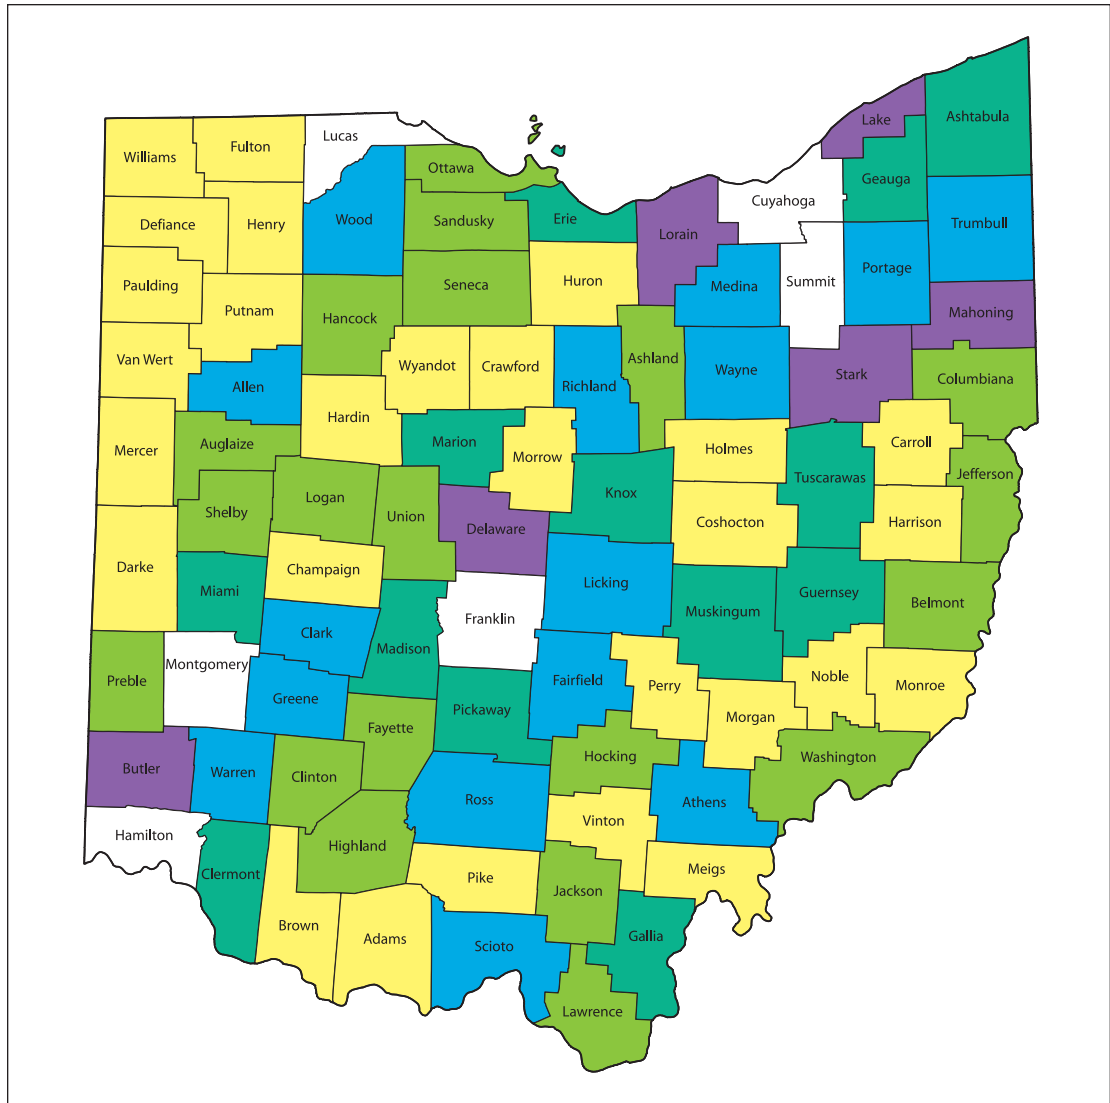 Lake
Ashtabula
Lucas
Fulton
Williams
Ottawa
Geauga
Cuyahoga
Wood
Sandusky
Erie
Trumbull
Defiance
Henry
Lorain
Portage
Summit
Huron
Seneca
Medina
Paulding
Putnam
Mahoning
Hancock
Van Wert
Ashland
Wyandot
Crawford
Wayne
Stark
Columbiana
Allen
Richland
Hardin
Auglaize
Marion
Carroll
Mercer
Holmes
Morrow
Jefferson
Tuscarawas
Knox
Logan
Shelby
Union
Coshocton
Harrison
Delaware
Darke
Champaign
Licking
Miami
Guernsey
Belmont
Muskingum
Franklin
Clark
Madison
Montgomery
Preble
Fairfield
Noble
Perry
Monroe
Greene
Pickaway
Morgan
Fayette
Hocking
Washington
Butler
Warren
Clinton
Ross
Athens
Vinton
Hamilton
Highland
Meigs
Clermont
Pike
Jackson
Brown
Adams
Gallia
Scioto
Lawrence